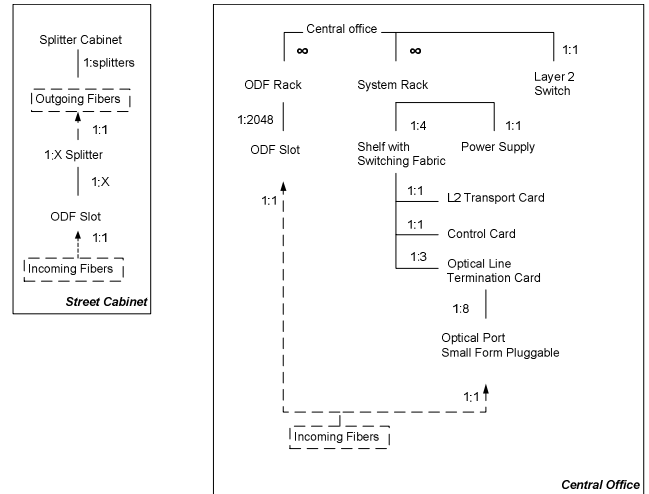 Splitter Cabinet
1:splitters
Outgoing Fibers
1:1
1:X Splitter
1:X
ODF Slot
1:1
Incoming Fibers
Street Cabinet
Central office
∞
∞
1:1
ODF Rack
System Rack
Layer 2
Switch
1:2048
1:4
1:1
ODF Slot
Shelf with
Switching Fabric
Power Supply
1:1
1:1
L2 Transport Card
1:1
Control Card
1:3
Optical Line
Termination Card
1:8
Optical Port
Small Form Pluggable
1:1
Incoming Fibers
Central Office